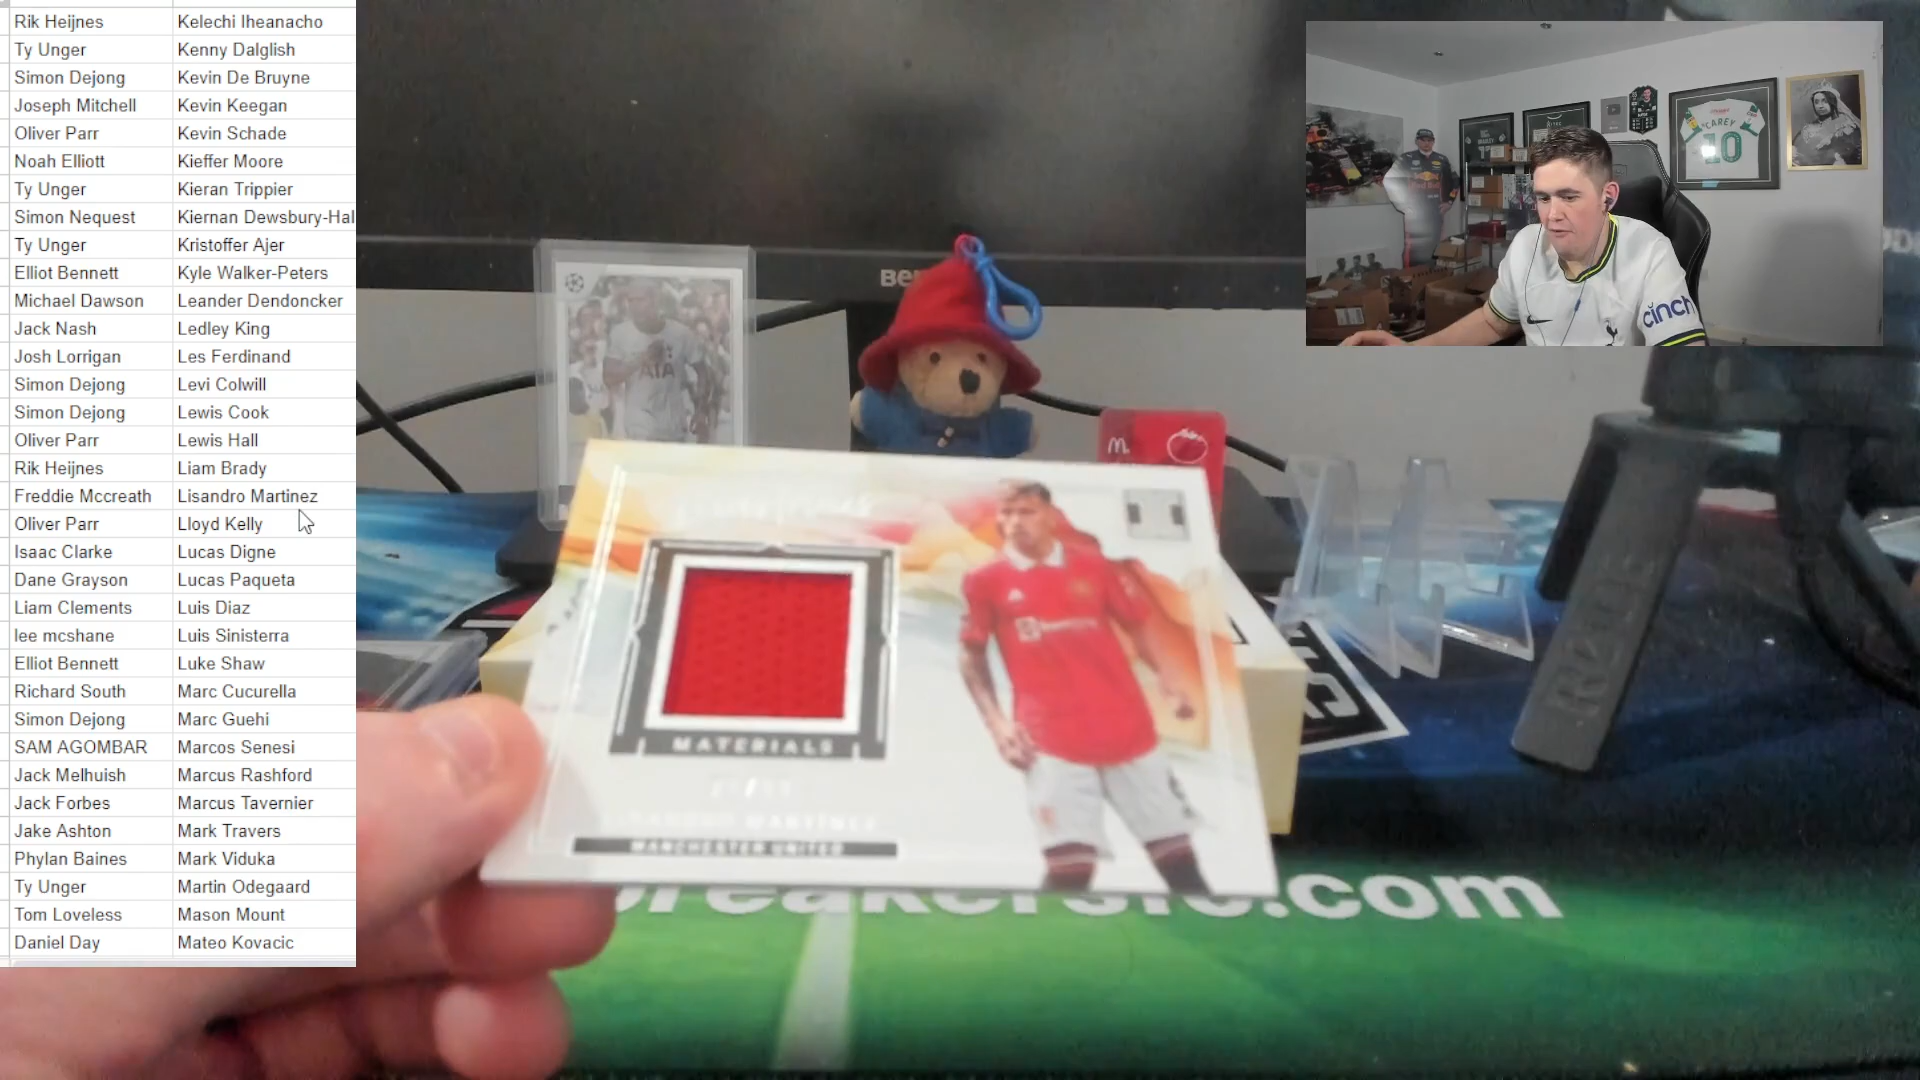 Rik Heijnes Kelechi Iheanacho
Ty Unger Kenny Dalglish
Simon Dejong Kevin De Bruyne
Joseph Mitchell Kevin Keegan
Oliver Parr Kevin Schade
Noah Elliott Kieffer Moore
Ty Unger Kieran Trippier
Simon Nequest Kiernan Dewsbury-Hal
Ty Unger Kristoffer Ajer
Elliot Bennett Kyle Walker-Peters
Michael Dawson Leander Dendoncker
Jack Nash Ledley King
Josh Lorrigan Les Ferdinand
Simon Dejong Levi Colwill
Simon Dejong Lewis Cook
Oliver Parr Lewis Hall
Rik Heijnes Liam Brady
Freddie Mccreath Lisandro Martinez
Oliver Parr Lloyd Kelly
Isaac Clarke Lucas Digne
Dane Grayson Lucas Paqueta
Liam Clements Luis Diaz
lee mcshane Luis Sinisterra
Elliot Bennett Luke Shaw
Richard South Marc Cucurella
Simon Dejong Marc Guehi
SAM AGOMBAR Marcos Senesi
Jack Melhuish Marcus Rashford
Jack Forbes Marcus Tavernier
Jake Ashton Mark Travers
Phylan Baines Mark Viduka
Ty Unger Martin Odegaard
Tom Loveless Mason Mount
Daniel Day Mateo Kovacic
CAREY
10
cinch
AIA
MATERIALS
MARTINEZ
MANCHESTER UNITED
.com